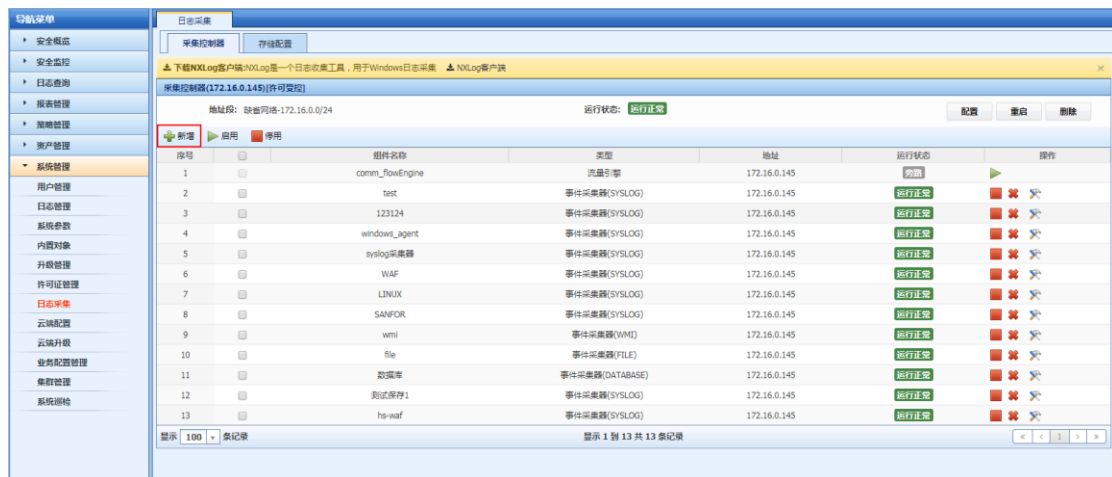 导航菜单
安全概览
安全监控
日志查询
报表管理
策略管理
资产管理
系统管理
用户管理
日志管理
系统参数
内置对象
升级管理
许可证管理
日志采集
云端配置
云端升级
业务配置管理
集群管理
系统巡检
日志采集
采集控制器 存储配置
下载NXLog客户端:NXLog是一个日志收集工具，用于Windows日志采集 NXLog客户端 ×
采集控制器(172.16.0.145)[许可受控]
地址段: 缺省网络-172.16.0.0/24 运行状态: 运行正常 配置 重启 删除
新增 启用 停用
序号 组件名称 类型 地址 运行状态 操作
1 comm_flowEngine 流量引擎 172.16.0.145 旁路
2 test 事件采集器(SYSLOG) 172.16.0.145 运行正常
3 123124 事件采集器(SYSLOG) 172.16.0.145 运行正常
4 windows_agent 事件采集器(SYSLOG) 172.16.0.145 运行正常
5 syslog采集器 事件采集器(SYSLOG) 172.16.0.145 运行正常
6 WAF 事件采集器(SYSLOG) 172.16.0.145 运行正常
7 LINUX 事件采集器(SYSLOG) 172.16.0.145 运行正常
8 SANFOR 事件采集器(SYSLOG) 172.16.0.145 运行正常
9 wmi 事件采集器(WMI) 172.16.0.145 运行正常
10 file 事件采集器(FILE) 172.16.0.145 运行正常
11 数据库 事件采集器(DATABASE) 172.16.0.145 运行正常
12 测试保存1 事件采集器(SYSLOG) 172.16.0.145 运行正常
13 hs-waf 事件采集器(SYSLOG) 172.16.0.145 运行正常
显示 100 条记录 显示 1 到 13 共 13 条记录 « ‹ 1 › »